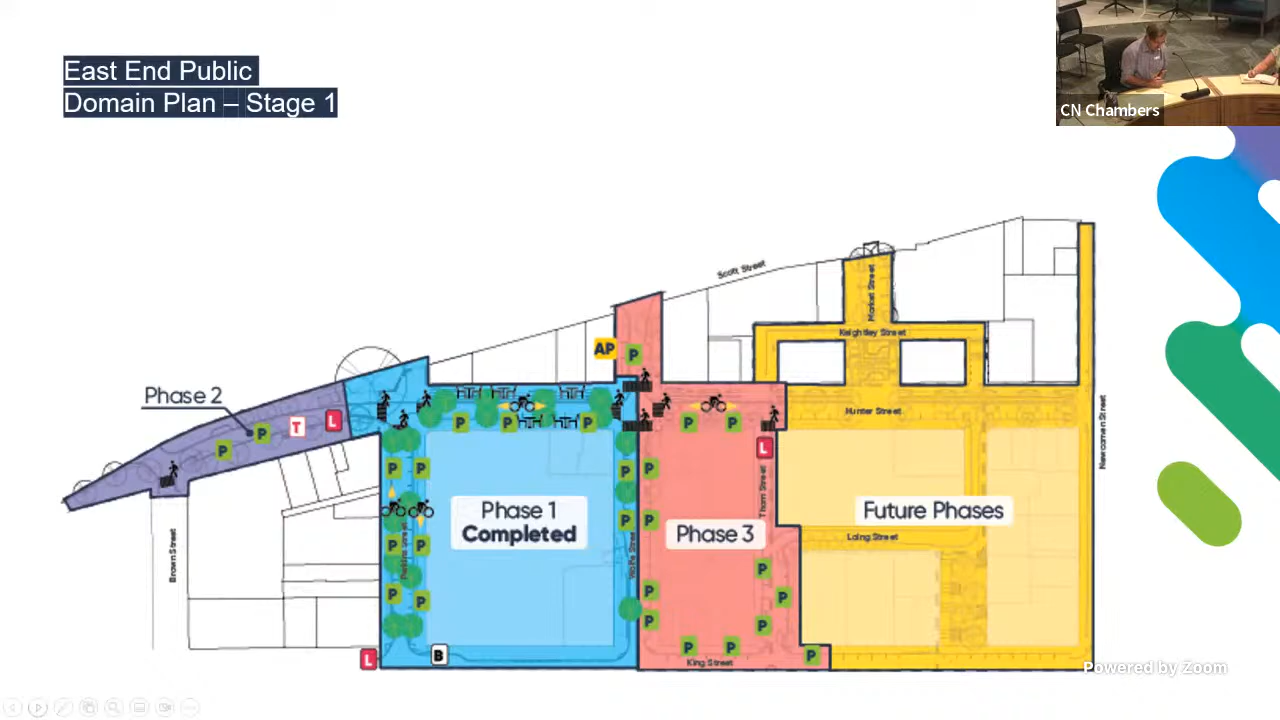 East End Public
Domain Plan – Stage 1
CN Chambers
Scott Street
Market Street
Keightley Street
AP
P
Phase 2
P
P
T
L
Hunter Street
P
P
P
P
P
L
Newcomen Street
P
P
P
P
Thorn Street
Phase 1
Completed
Phase 3
Future Phases
P
P
Brown Street
Perkins Street
Wolfe Street
Laing Street
P
P
P
P
P
P
P
P
P
P
P
P
P
L
B
King Street
Powered by Zoom